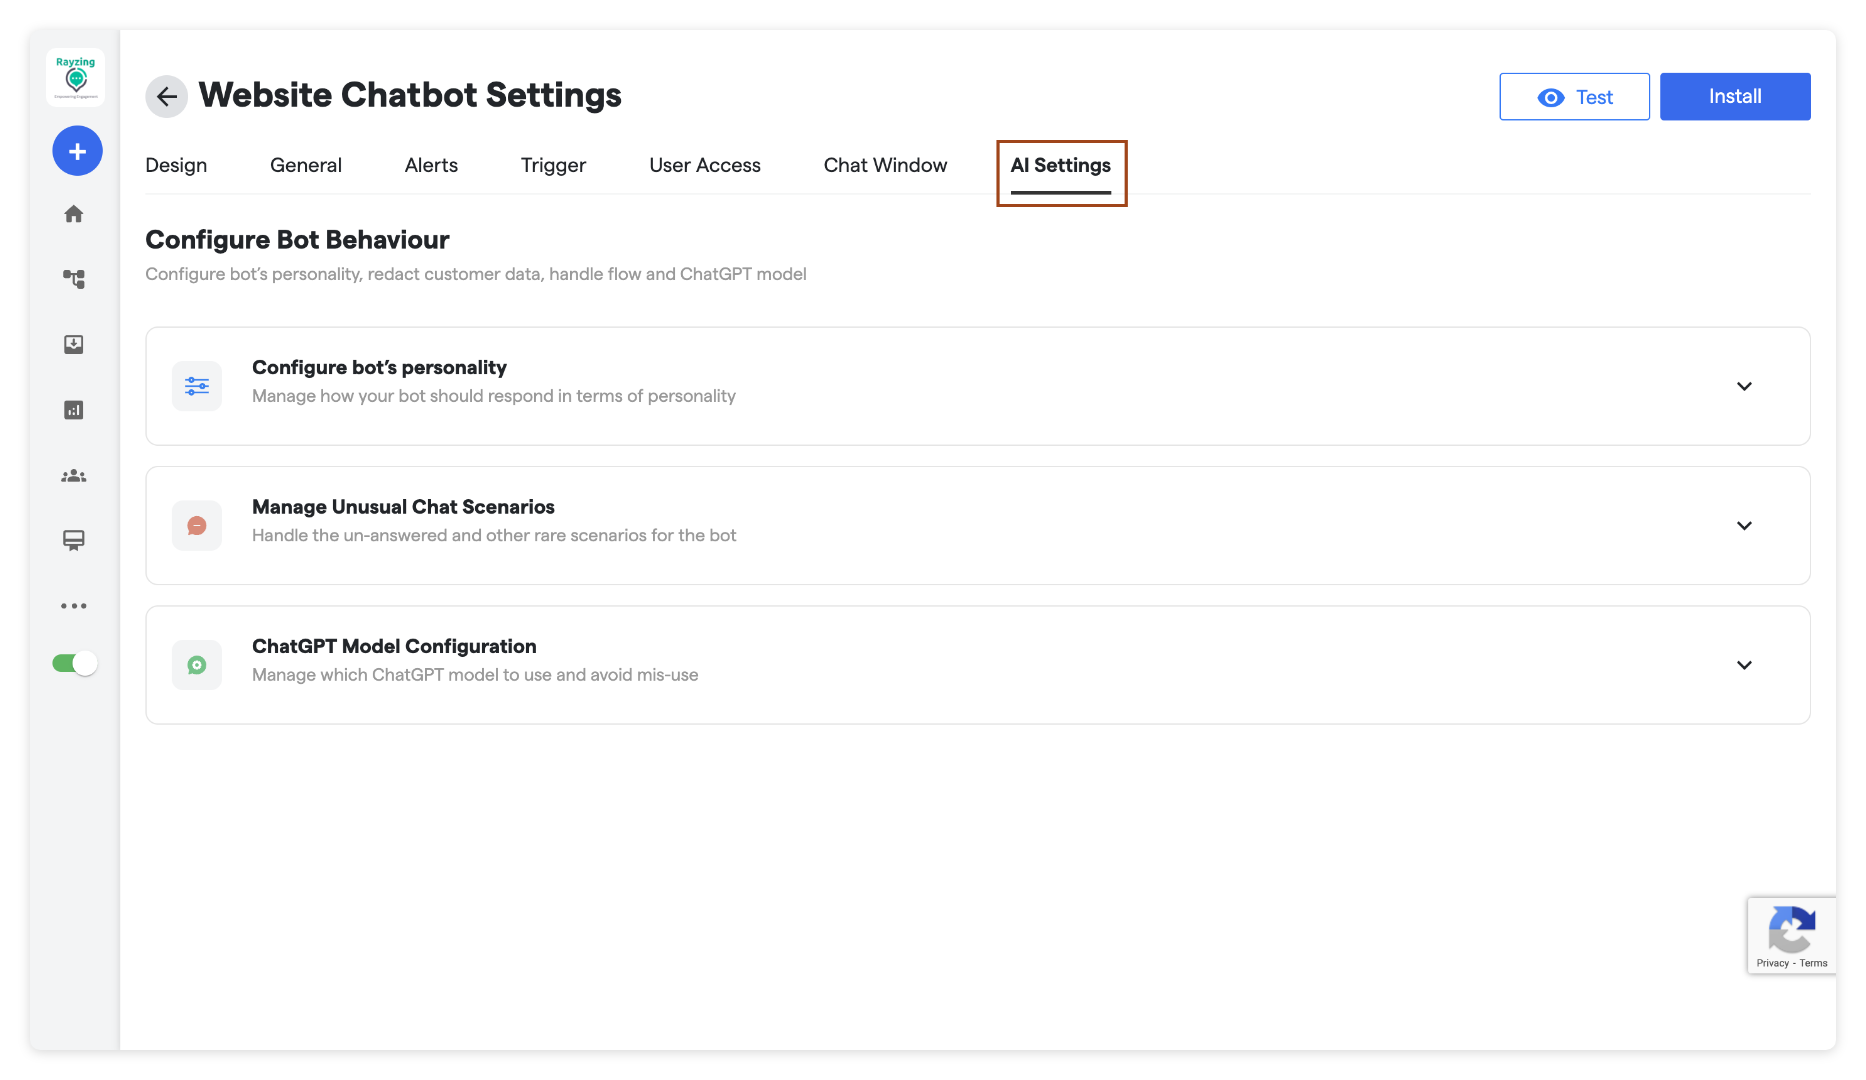 Rayzing
Empowering Engagement
Website Chatbot Settings
Test
Install
Design
General
Alerts
Trigger
User Access
Chat Window
AI Settings
Configure Bot Behaviour
Configure bot’s personality, redact customer data, handle flow and ChatGPT model
Configure bot’s personality
Manage how your bot should respond in terms of personality
Manage Unusual Chat Scenarios
Handle the un-answered and other rare scenarios for the bot
ChatGPT Model Configuration
Manage which ChatGPT model to use and avoid mis-use
Privacy - Terms